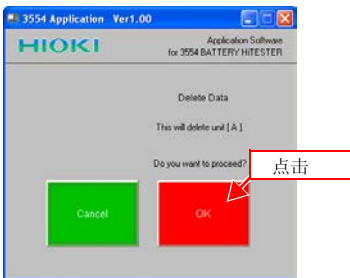 3554 Application Ver1.00
HIOKI
Application Software
for 3554 BATTERY HiTESTER
Delete Data
This will delete unit [ A ]
Do you want to proceed?
点击
Cancel
OK